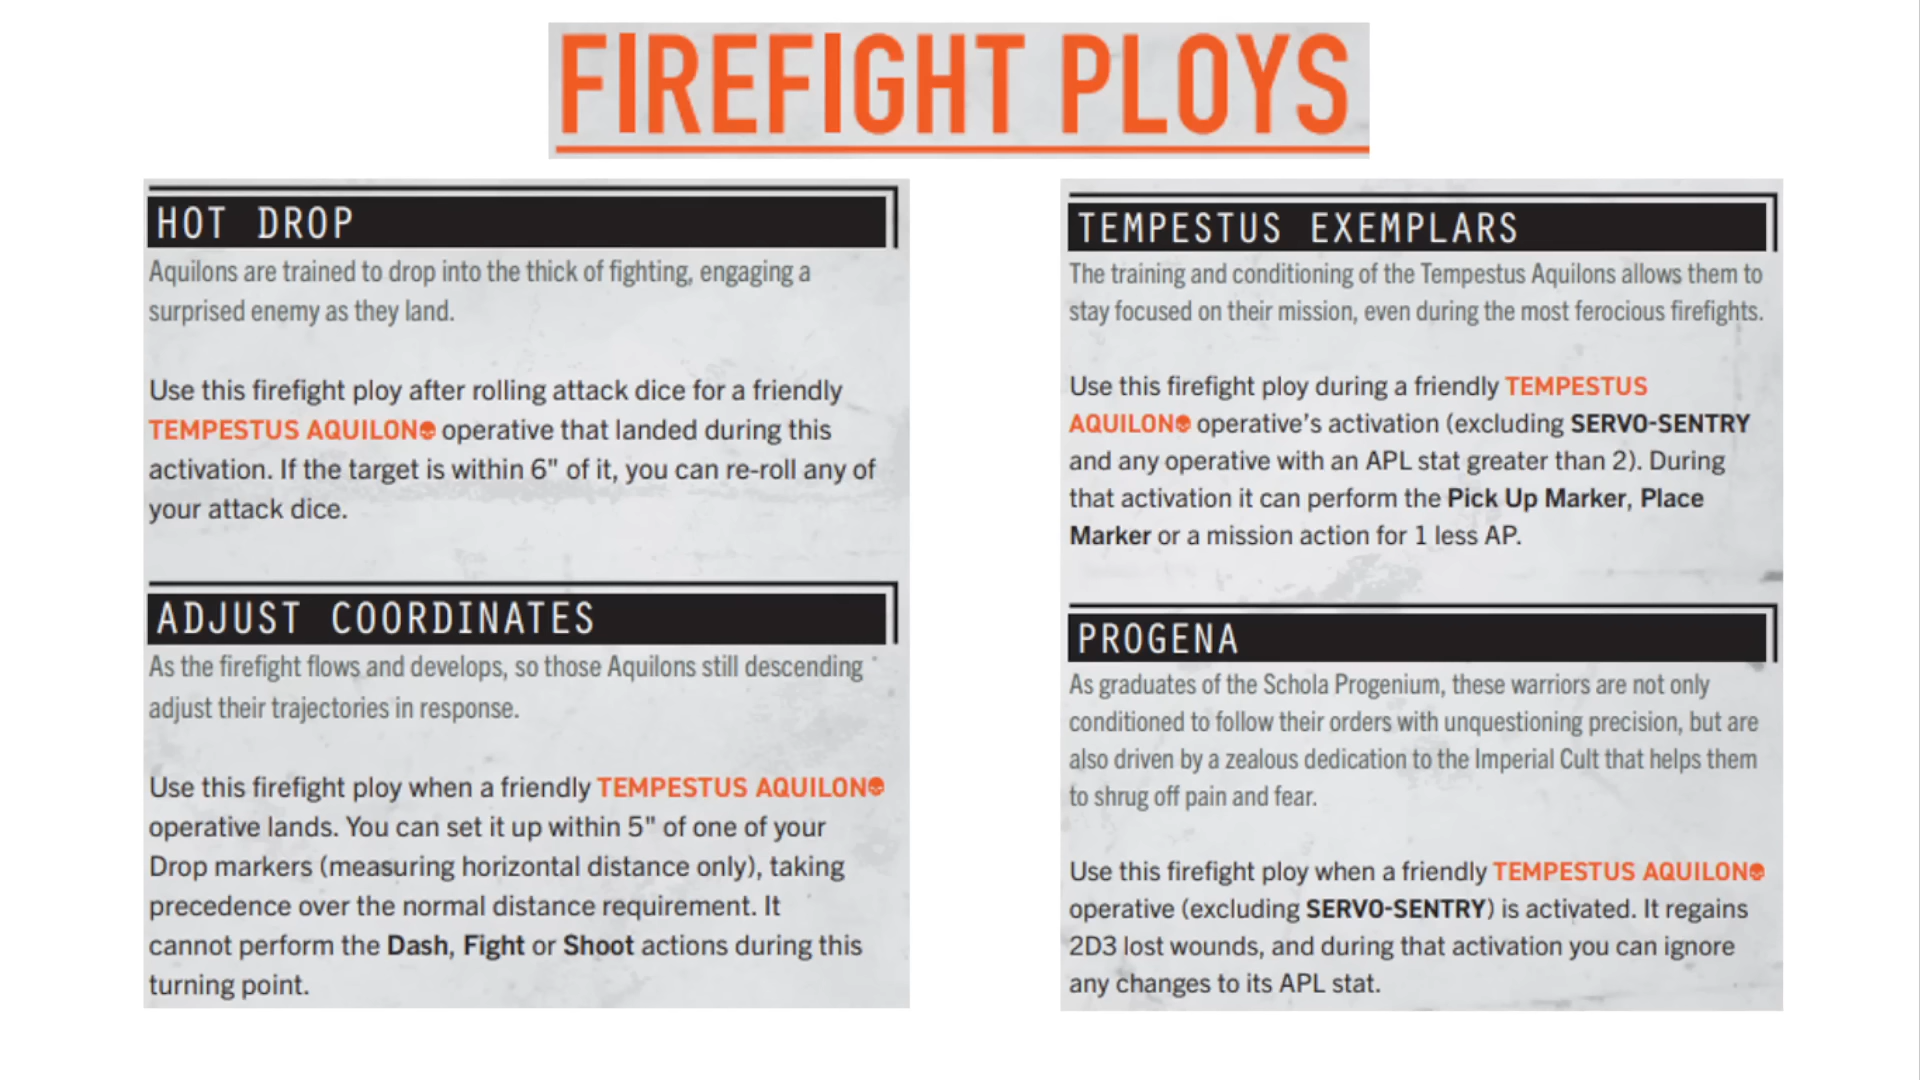 FIREFIGHT PLOYS
HOT DROP
Aquilons are trained to drop into the thick of fighting, engaging a
surprised enemy as they land.
Use this firefight ploy after rolling attack dice for a friendly
TEMPESTUS AQUILON operative that landed during this
activation. If the target is within 6" of it, you can re-roll any of
your attack dice.
ADJUST COORDINATES
As the firefight flows and develops, so those Aquilons still descending
adjust their trajectories in response.
Use this firefight ploy when a friendly TEMPESTUS AQUILON
operative lands. You can set it up within 5" of one of your
Drop markers (measuring horizontal distance only), taking
precedence over the normal distance requirement. It
cannot perform the Dash, Fight or Shoot actions during this
turning point.
TEMPESTUS EXEMPLARS
The training and conditioning of the Tempestus Aquilons allows them to
stay focused on their mission, even during the most ferocious firefights.
Use this firefight ploy during a friendly TEMPESTUS
AQUILON operative's activation (excluding SERVO-SENTRY
and any operative with an APL stat greater than 2). During
that activation it can perform the Pick Up Marker, Place
Marker or a mission action for 1 less AP.
PROGENA
As graduates of the Schola Progenium, these warriors are not only
conditioned to follow their orders with unquestioning precision, but are
also driven by a zealous dedication to the Imperial Cult that helps them
to shrug off pain and fear.
Use this firefight ploy when a friendly TEMPESTUS AQUILON
operative (excluding SERVO-SENTRY) is activated. It regains
2D3 lost wounds, and during that activation you can ignore
any changes to its APL stat.